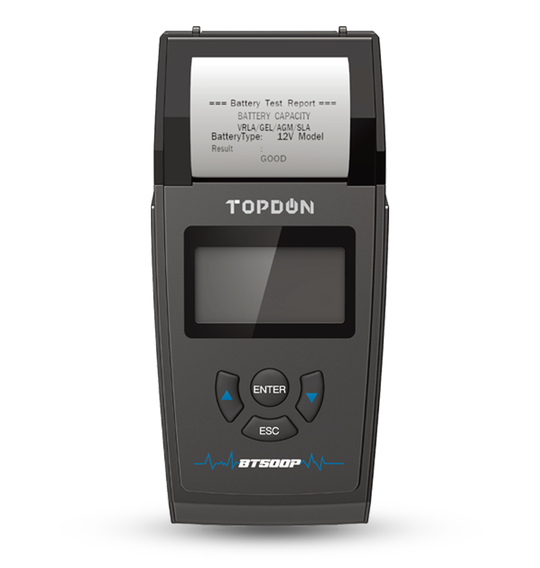 === Battery Test Report ===
BATTERY CAPACITY
VRLA/GEL/AGM/SLA
BatteryType: 12V Model
Result :
GOOD
TOPDON
ENTER
ESC
BT500P